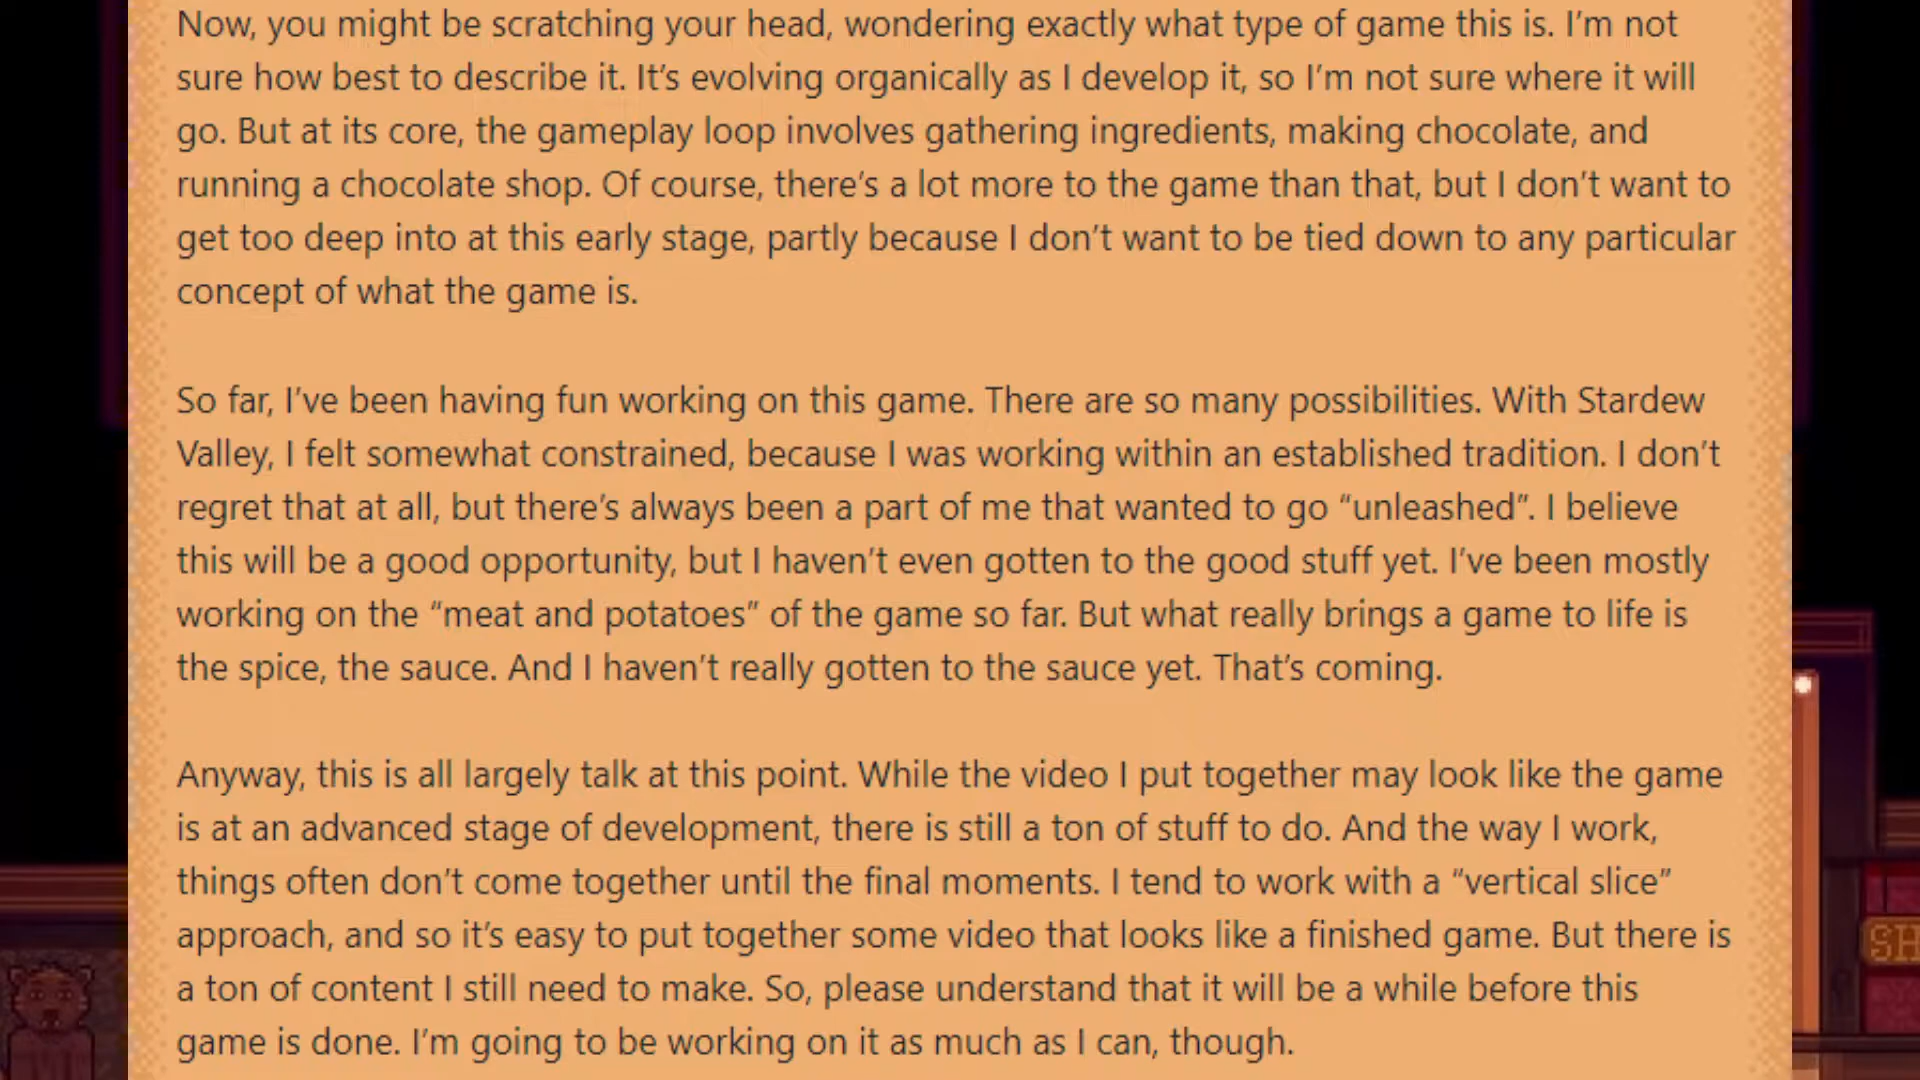 Now, you might be scratching your head, wondering exactly what type of game this is. I’m not
sure how best to describe it. It’s evolving organically as I develop it, so I’m not sure where it will
go. But at its core, the gameplay loop involves gathering ingredients, making chocolate, and
running a chocolate shop. Of course, there’s a lot more to the game than that, but I don’t want to
get too deep into at this early stage, partly because I don’t want to be tied down to any particular
concept of what the game is.
So far, I’ve been having fun working on this game. There are so many possibilities. With Stardew
Valley, I felt somewhat constrained, because I was working within an established tradition. I don’t
regret that at all, but there’s always been a part of me that wanted to go “unleashed”. I believe
this will be a good opportunity, but I haven’t even gotten to the good stuff yet. I’ve been mostly
working on the “meat and potatoes” of the game so far. But what really brings a game to life is
the spice, the sauce. And I haven’t really gotten to the sauce yet. That’s coming.
Anyway, this is all largely talk at this point. While the video I put together may look like the game
is at an advanced stage of development, there is still a ton of stuff to do. And the way I work,
things often don’t come together until the final moments. I tend to work with a “vertical slice”
approach, and so it’s easy to put together some video that looks like a finished game. But there is
a ton of content I still need to make. So, please understand that it will be a while before this
game is done. I’m going to be working on it as much as I can, though.
SH